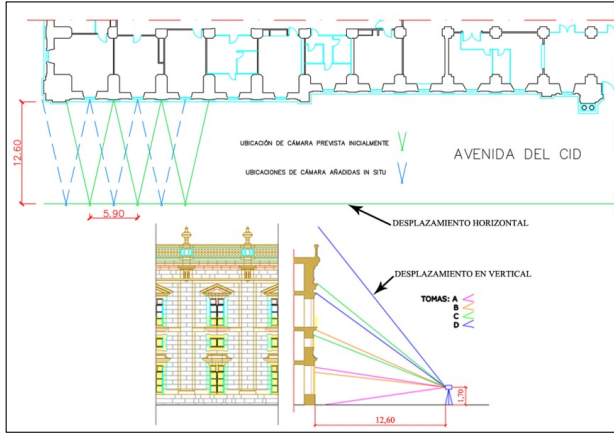 12.60
UBICACIÓN DE CÁMARA PREVISTA INICIALMENTE
UBICACIONES DE CÁMARA AÑADIDAS IN SITU
AVENIDA DEL CID
5.90
DESPLAZAMIENTO HORIZONTAL
DESPLAZAMIENTO EN VERTICAL
TOMAS: A
B
C
D
1,70
12,60